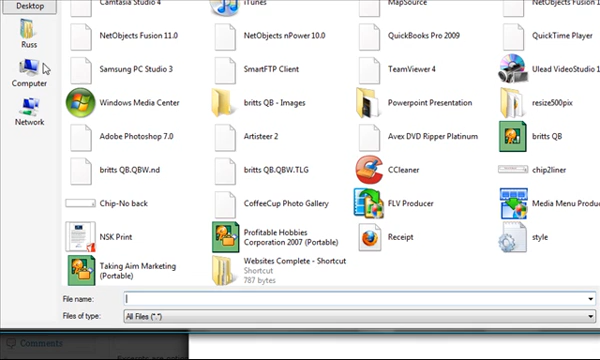 Desktop
Camtasia Studio 4
iTunes
MapSource
NetObjects Fusion
NetObjects Fusion 11.0
NetObjects nPower 10.0
QuickBooks Pro 2009
QuickTime Player
Russ
Samsung PC Studio 3
SmartFTP Client
TeamViewer 4
Ulead VideoStudio 1
Computer
Windows Media Center
britts QB - Images
Powerpoint Presentation
resize500pix
Network
Adobe Photoshop 7.0
Artisteer 2
Avex DVD Ripper Platinum
britts QB
britts QB.QBW.nd
britts QB.QBW.TLG
CCleaner
chip2liner
Chip-No back
CoffeeCup Photo Gallery
FLV Producer
Media Menu Produc
NSK Print
Profitable Hobbies
Corporation 2007 (Portable)
Receipt
style
Taking Aim Marketing
(Portable)
Websites Complete - Shortcut
Shortcut
787 bytes
File name:
Files of type:
All Files (*.*)
Comments